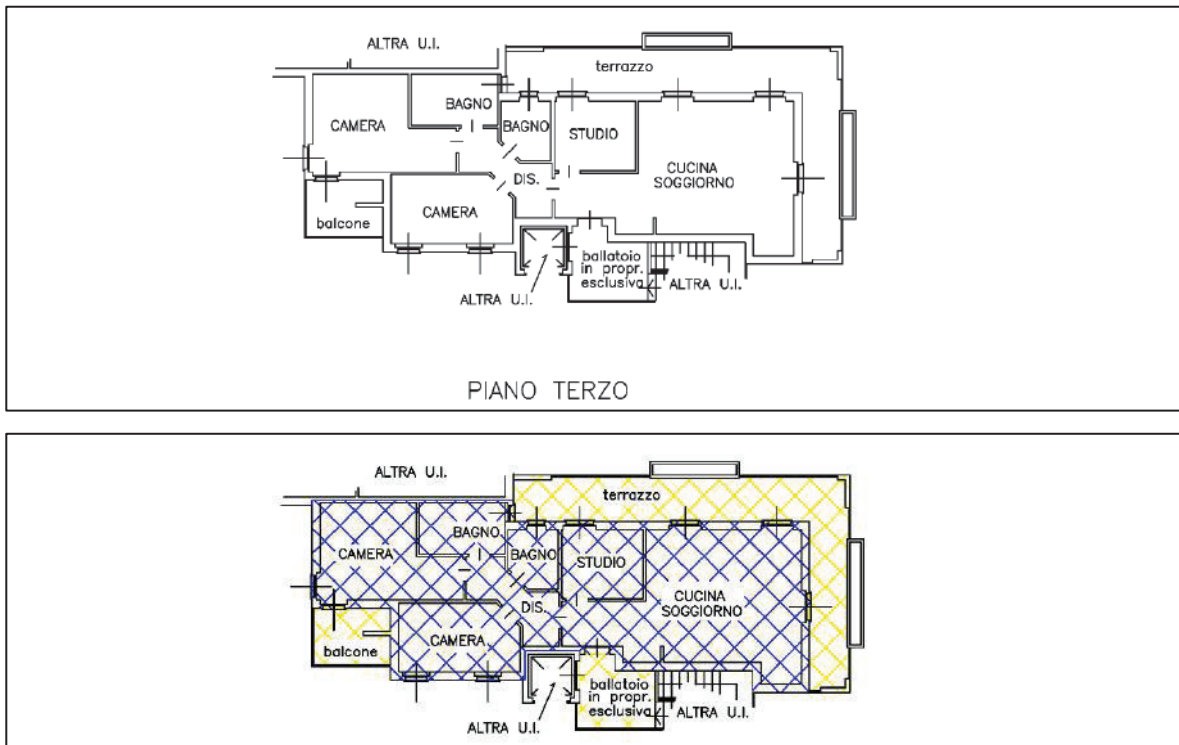 ALTRA U.I.
terrazzo
BAGNO
CAMERA
BAGNO
STUDIO
CUCINA
SOGGIORNO
DIS.
CAMERA
balcone
ballatoio
in propr.
esclusiva
ALTRA U.I.
ALTRA U.I.
PIANO TERZO
ALTRA U.I.
terrazzo
BAGNO
CAMERA
BAGNO
STUDIO
CUCINA
SOGGIORNO
DIS.
CAMERA
balcone
ballatoio
in propr.
esclusiva
ALTRA U.I.
ALTRA U.I.